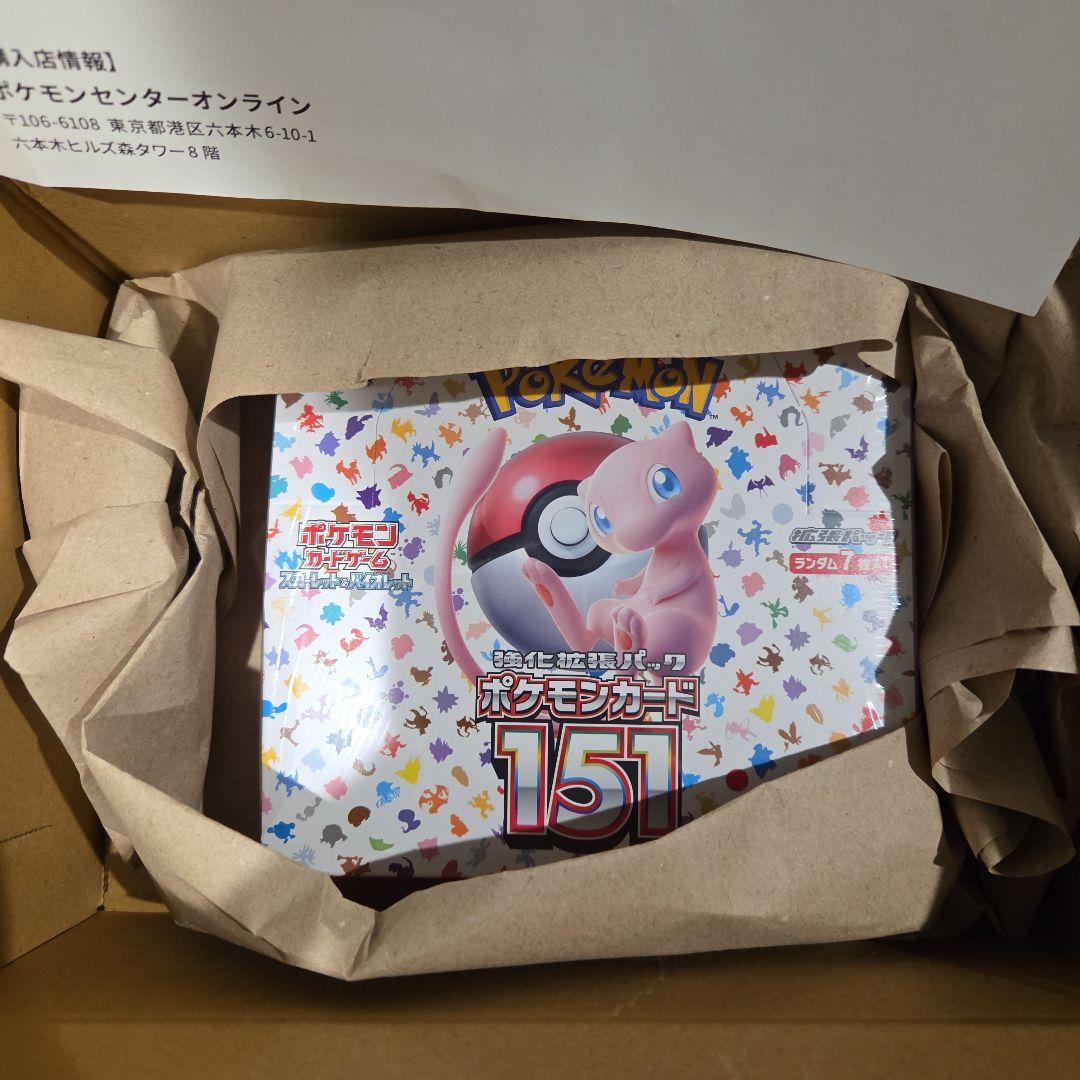 購入店情報】
ポケモンセンターオンライン
〒106-6108 東京都港区六本木6-10-1
六本木ヒルズ森タワー8階
POKéMON
TM
ポケモン
カードゲーム
スカーレット&バイオレット
拡張パック
ランダム7枚入り
強化拡張パック
ポケモンカード
151